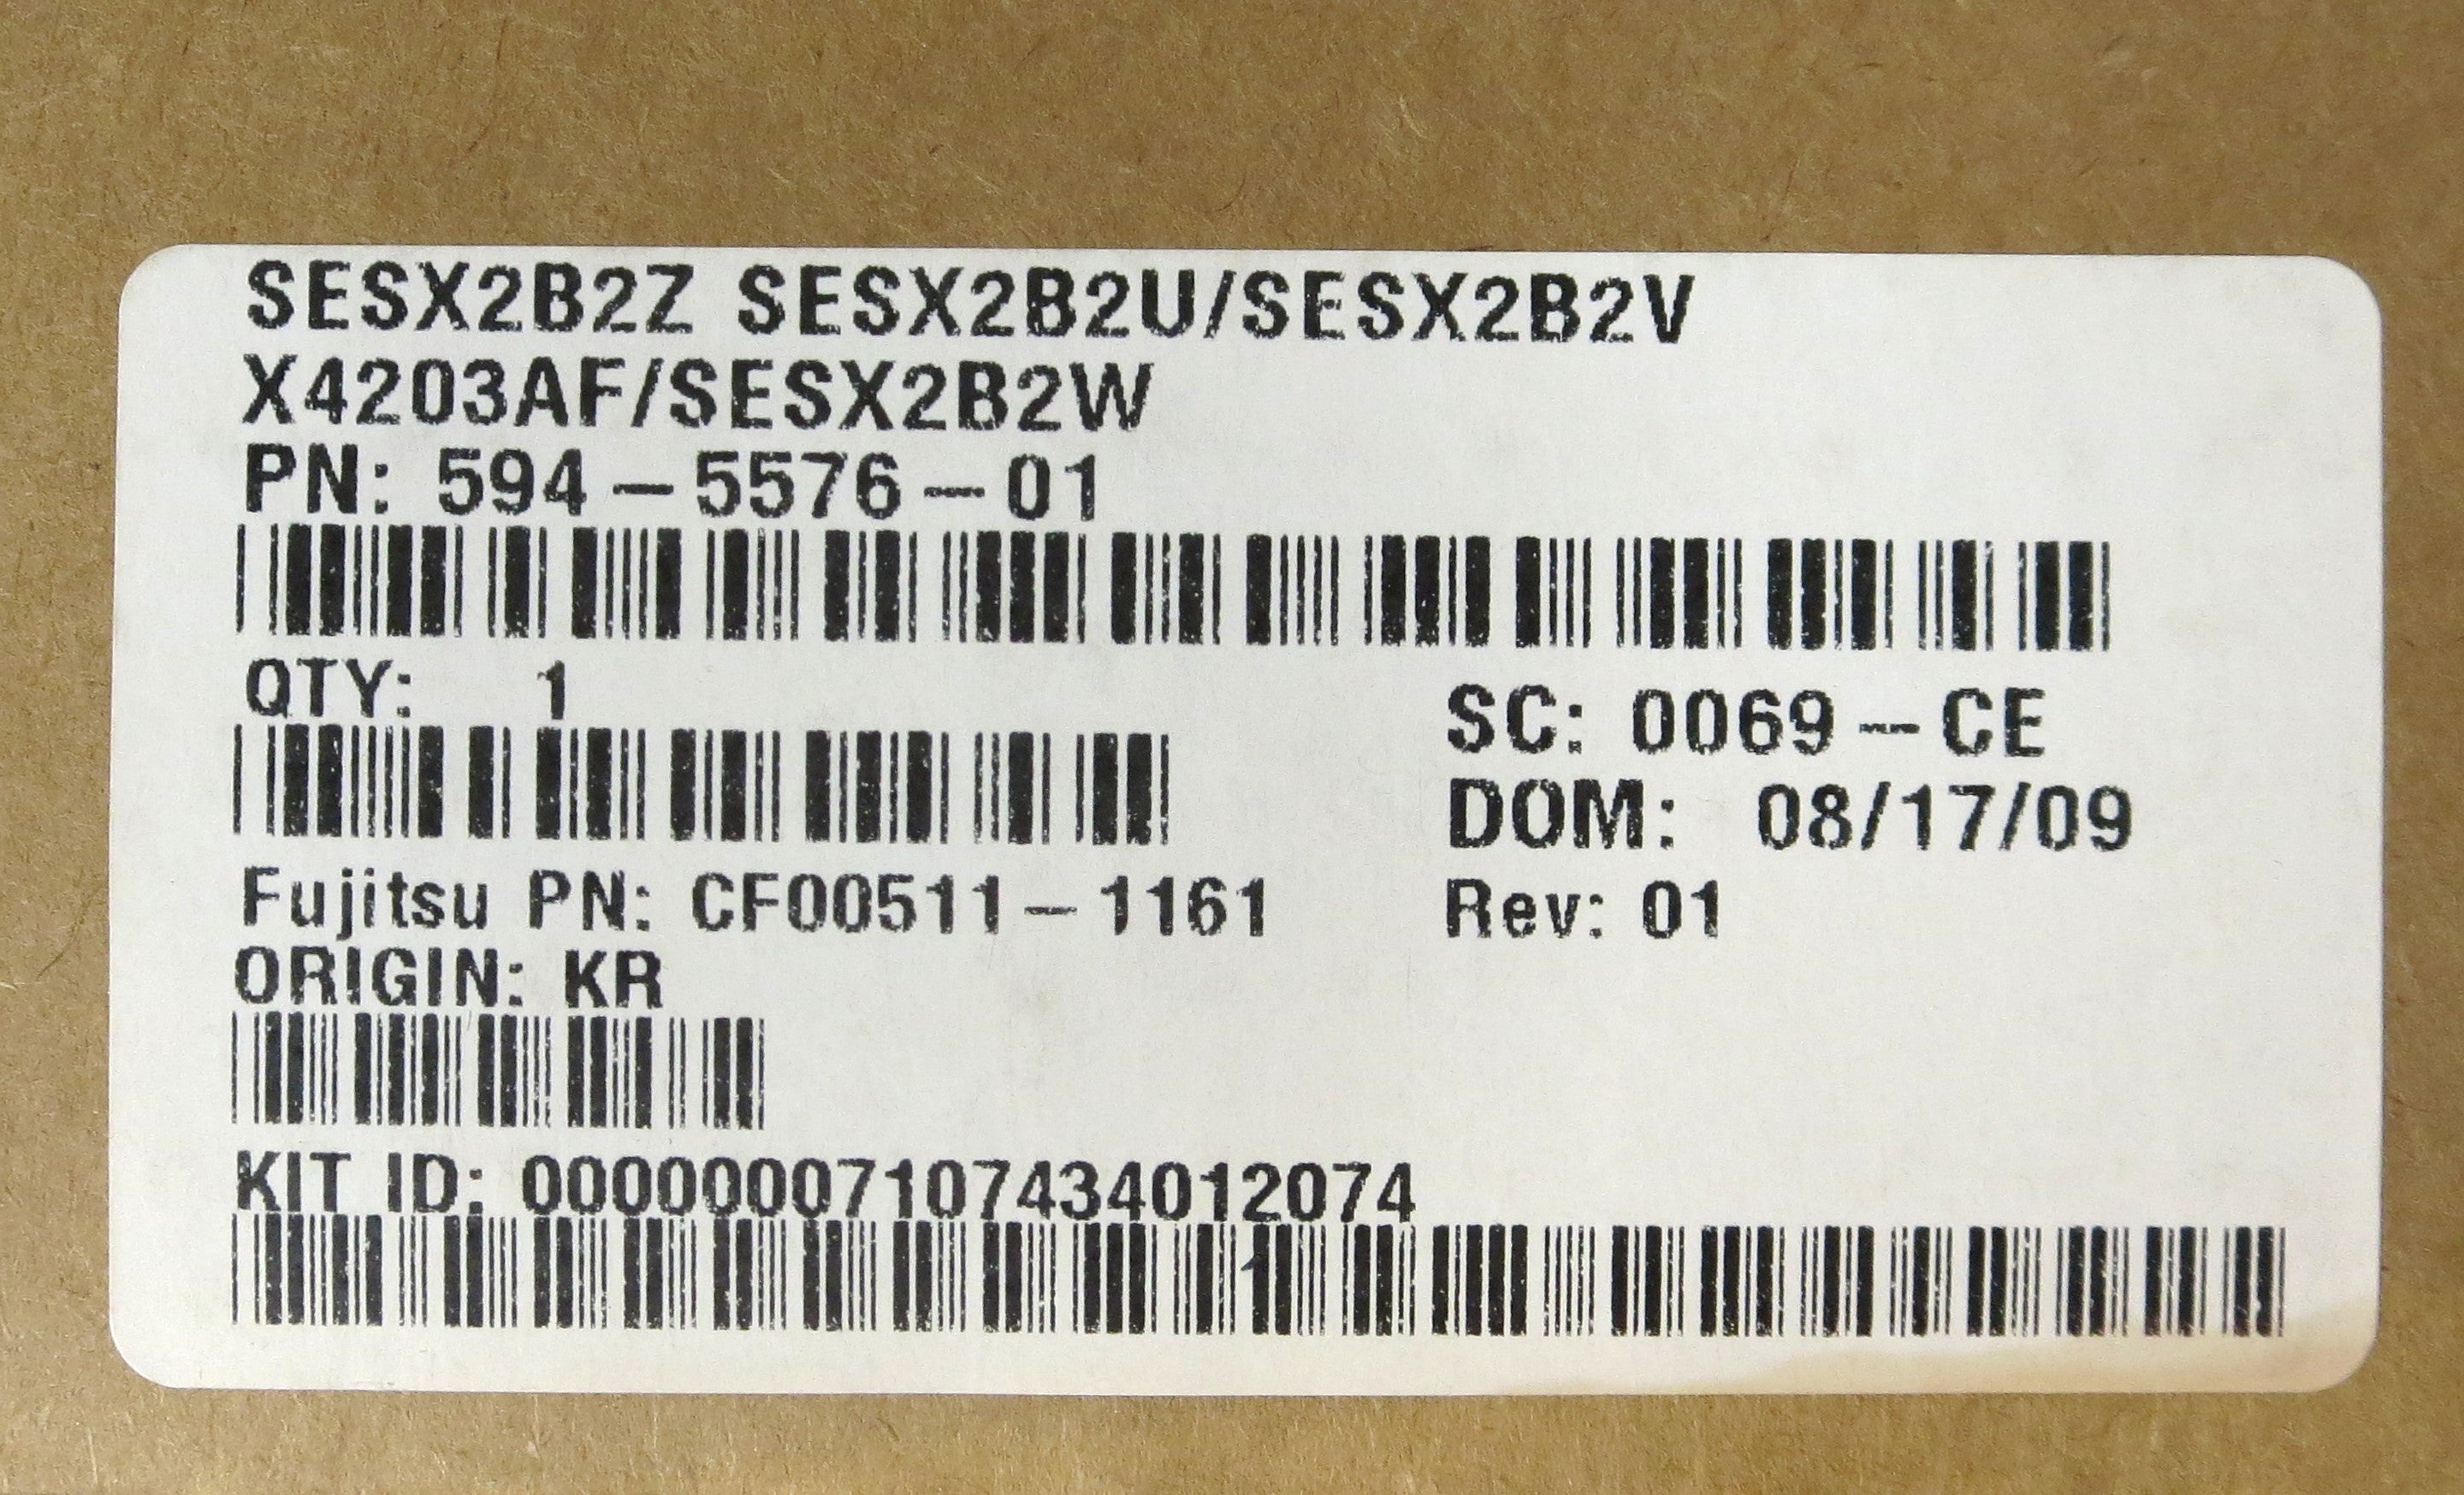 SESX2B2Z SESX2B2U/SESX2B2V
X4203AF/SESX2B2W
PN: 594-5576-01
QTY: 1
SC: 0069-CE
DOM: 08/17/09
Fujitsu PN: CF00511-1161
Rev: 01
ORIGIN: KR
KIT ID: 00000007107434012074